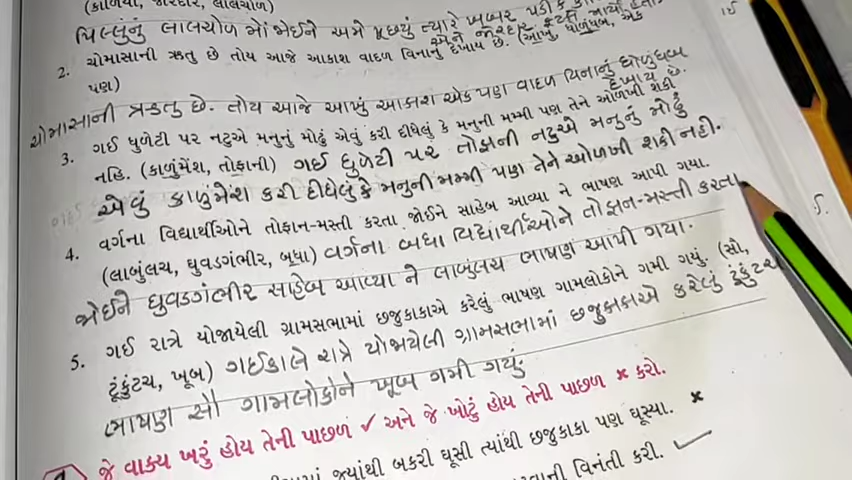 (કાળિયો, જોરદાર, લાલચોળ)
પિલ્લુંનું લાલચોળ મોં જોઈને અમે પૂછ્યું ત્યારે ખબર પડી કે
2. ચોમાસાની ઋતુ છે તોય આજે આકાશ વાદળ વિનાનું દેખાય છે. (આખું, ધોળુંધબ, એક
પણ)
ચોમાસાની ઋતુ છે. તોય આજે આખું આકાશ એક પણ વાદળ વિનાનું ધોળુંધબ
દેખાય છે.
3. ગઈ ધુળેટી પર નટુએ મનુનું મોઢું એવું કરી દીધેલું કે મનુની મમ્મી પણ તેને ઓળખી શકી
નહિ. (કાળુંમેંશ, તોફાની) ગઈ ધુળેટી પર તોફાની નટુએ મનુનું મોઢું
એવું કાળુંમેંશ કરી દીધેલું કે મનુની મમ્મી પણ તેને ઓળખી શકી નહી.
4. વર્ગના વિદ્યાર્થીઓને તોફાન-મસ્તી કરતા જોઈને સાહેબ આવ્યા ને ભાષણ આપી ગયા.
(લાબુંલચ, ઘુવડગંભીર, બધા) વર્ગના બધા વિદ્યાર્થીઓને તોફાન-મસ્તી કરતા
જોઈને ઘુવડગંભીર સાહેબ આવ્યા ને લાબુંલચ ભાષણ આપી ગયા.
5. ગઈ રાત્રે યોજાયેલી ગ્રામસભામાં છજુકાકાએ કરેલું ભાષણ ગામલોકોને ગમી ગયું. (સૌ,
ટૂંકુંટચ, ખૂબ) ગઈકાલે રાત્રે યોજાયેલી ગ્રામસભામાં છજુકાકાએ કરેલું ટૂંકુંટચ
ભાષણ સૌ ગામલોકોને ખૂબ ગમી ગયું.
જે વાક્ય ખરું હોય તેની પાછળ ✓ અને જે ખોટું હોય તેની પાછળ × કરો.
જ્યાંથી બકરી ઘૂસી ત્યાંથી છજુકાકા પણ ઘૂસ્યા. ×
વિનંતી કરી. ✓